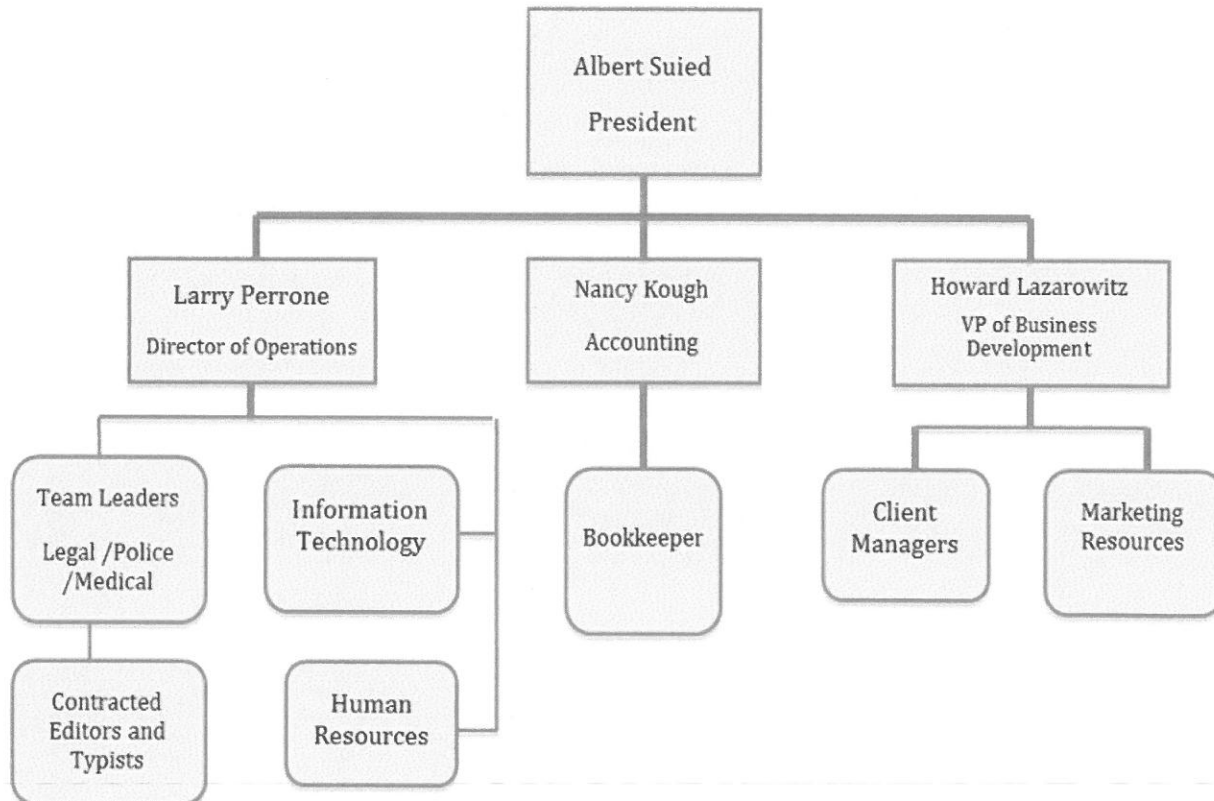 Albert Suied
President
Larry Perrone
Director of Operations
Nancy Kough
Accounting
Howard Lazarowitz
VP of Business
Development
Team Leaders
Legal /Police
/Medical
Information
Technology
Bookkeeper
Client
Managers
Marketing
Resources
Contracted
Editors and
Typists
Human
Resources